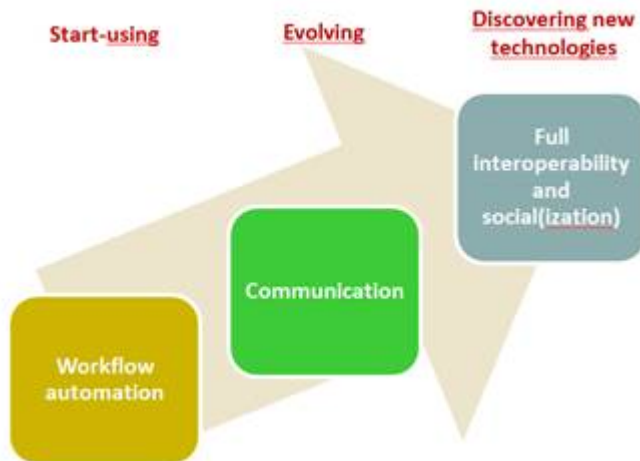 Start-using
Evolving
Discovering new
technologies
Full
interoperability
and
social(ization)
Communication
Workflow
automation